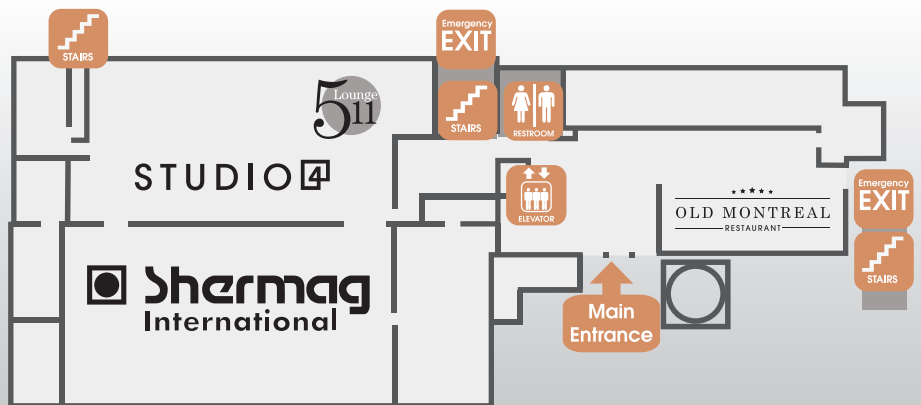 STAIRS
Emergency
EXIT
STAIRS
RESTROOM
511
Lounge
STUDIO 4
ELEVATOR
OLD MONTREAL
RESTAURANT
Emergency
EXIT
STAIRS
Shermag
International
Main
Entrance